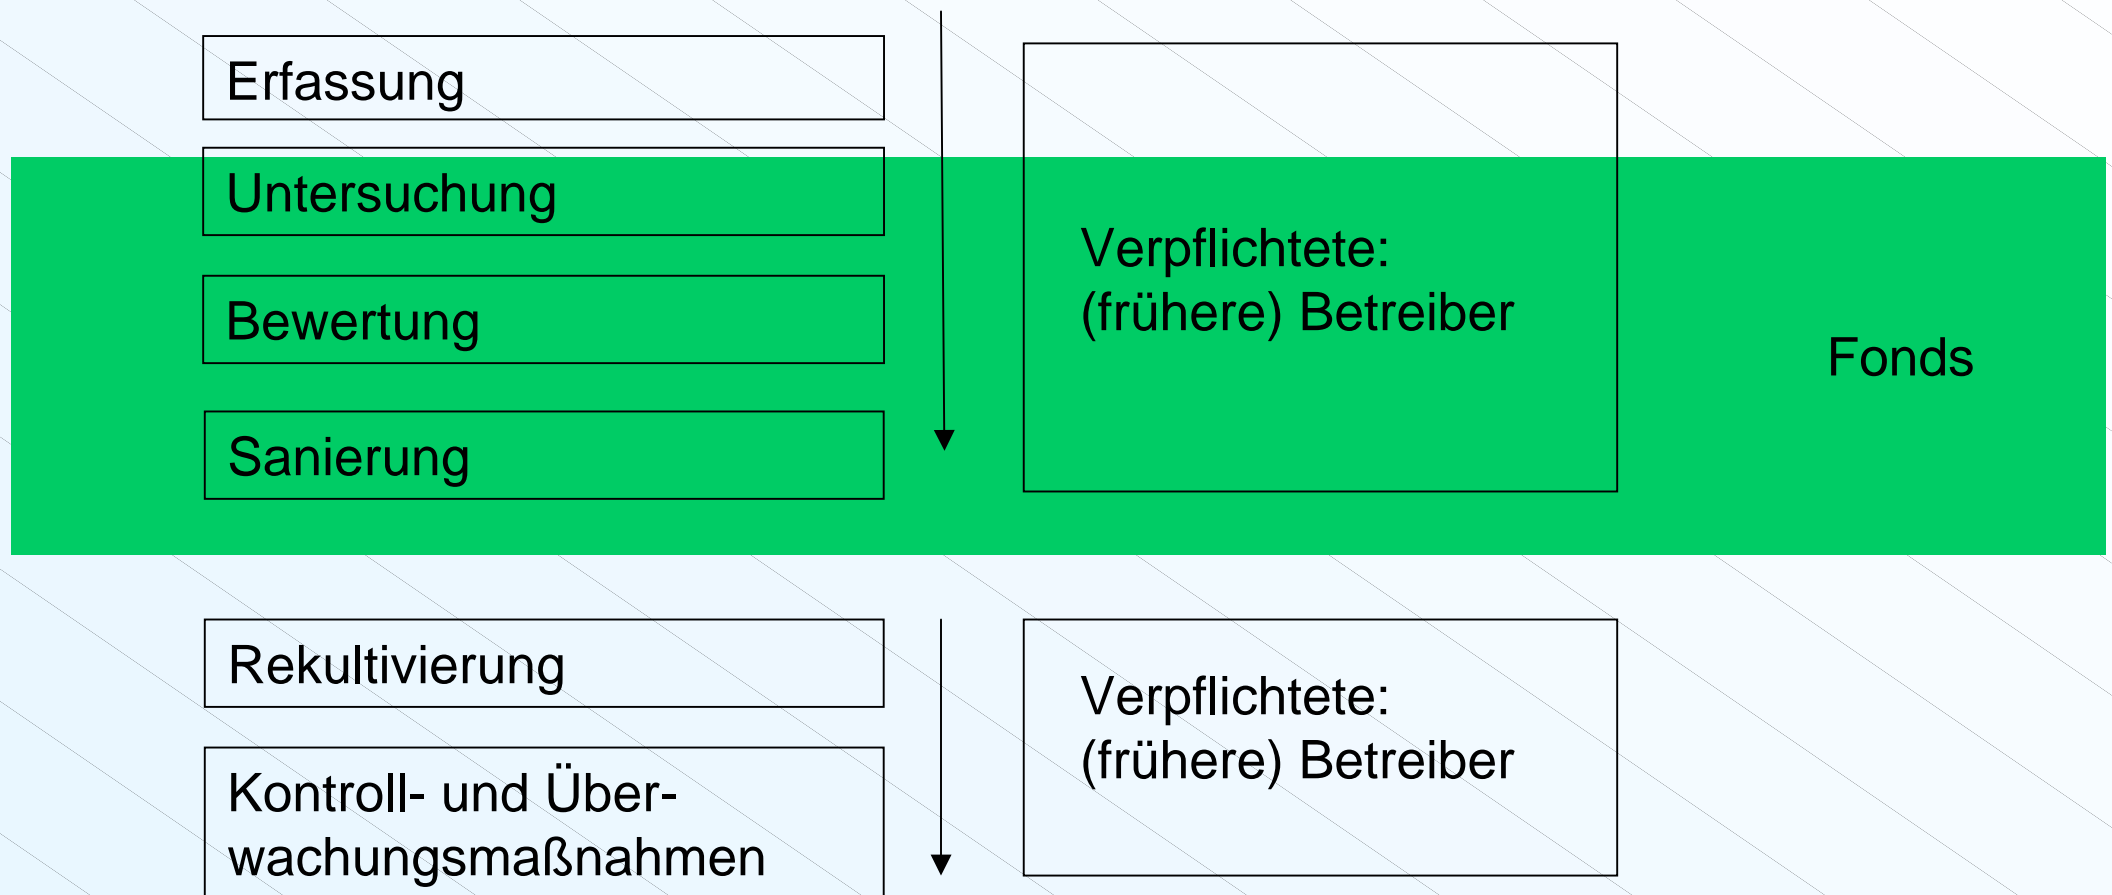 Erfassung
Untersuchung
Bewertung
Sanierung
Verpflichtete:
(frühere) Betreiber
Fonds
Rekultivierung
Kontroll- und Über-
wachungsmaßnahmen
Verpflichtete:
(frühere) Betreiber